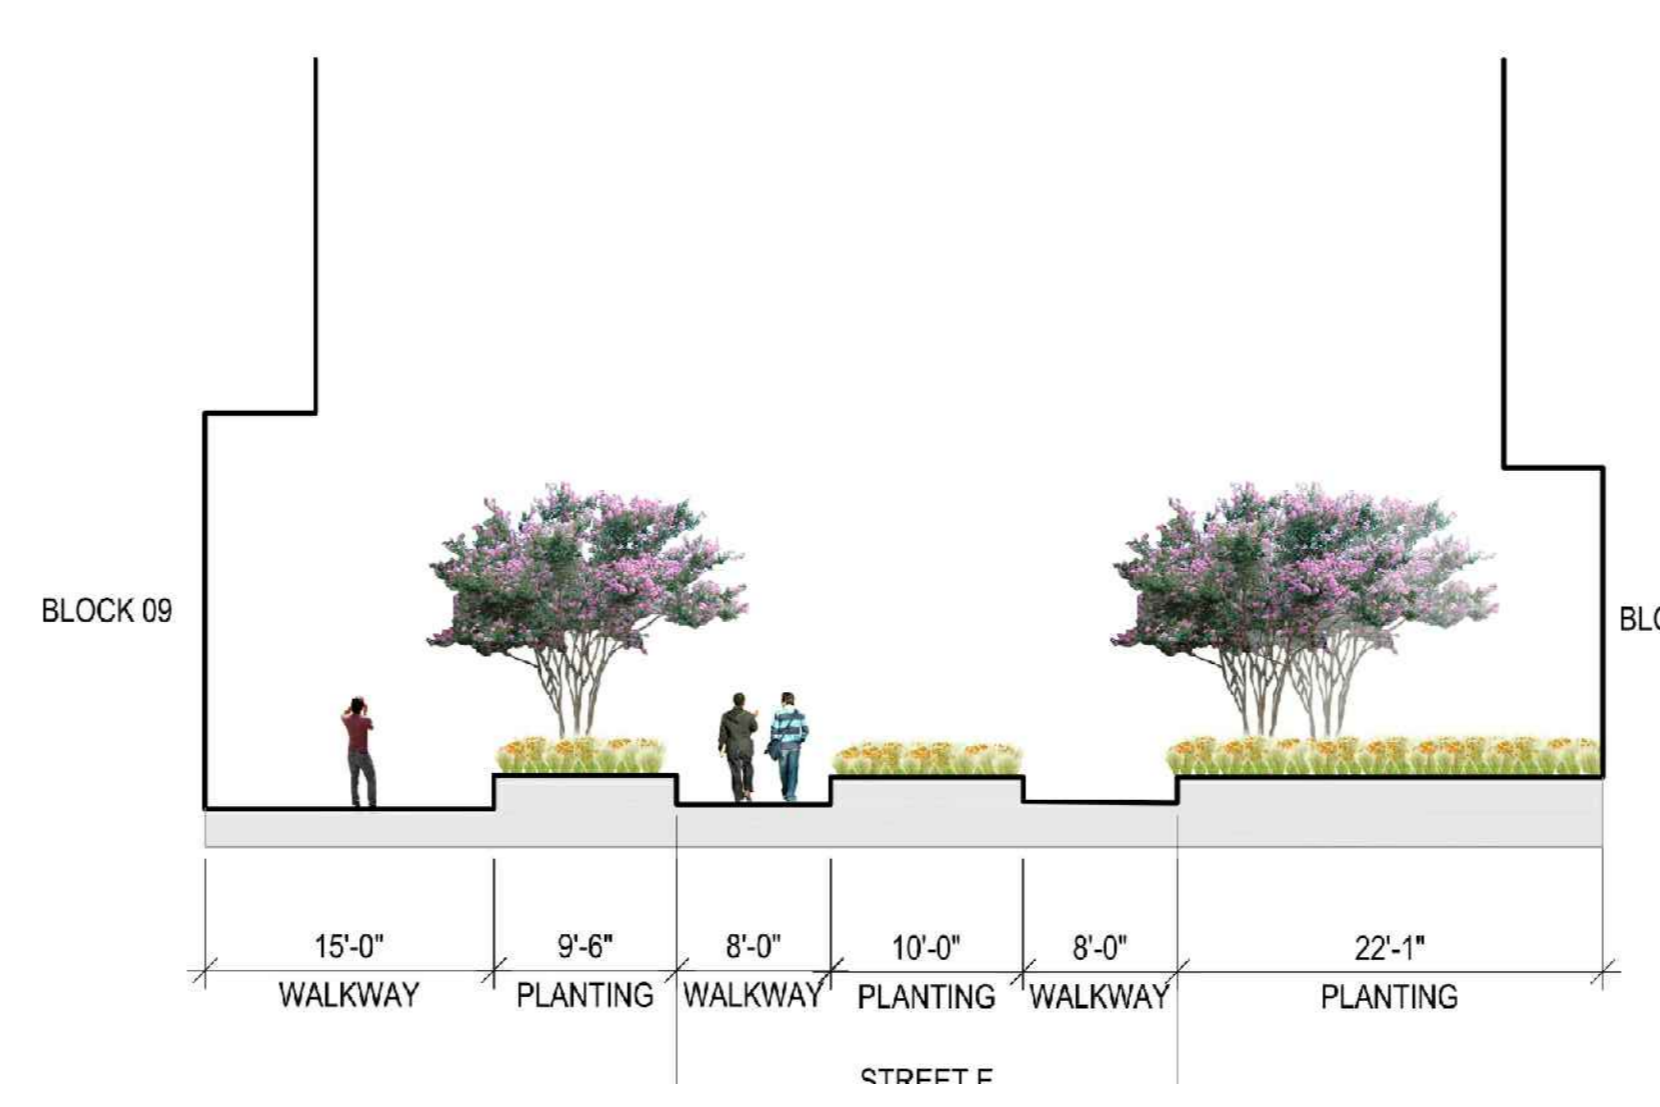 BLOCK 09
15'-0" 9'-6" 8'-0" 10'-0" 8'-0" 22'-1"
WALKWAY PLANTING WALKWAY PLANTING WALKWAY PLANTING
STREET